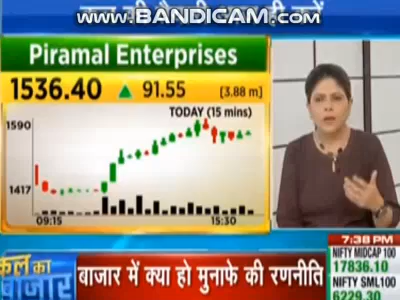 www.BANDICAM.com
Piramal Enterprises
1536.40 ▲ 91.55 [3.88 m]
TODAY (15 mins)
1590
1417
09:15 15:30
7:38 PM
कल का बाजार
बाजार में क्या हो मुनाफे की रणनीति
NIFTY MIDCAP 100
17836.10
NIFTY SML100
6229.30